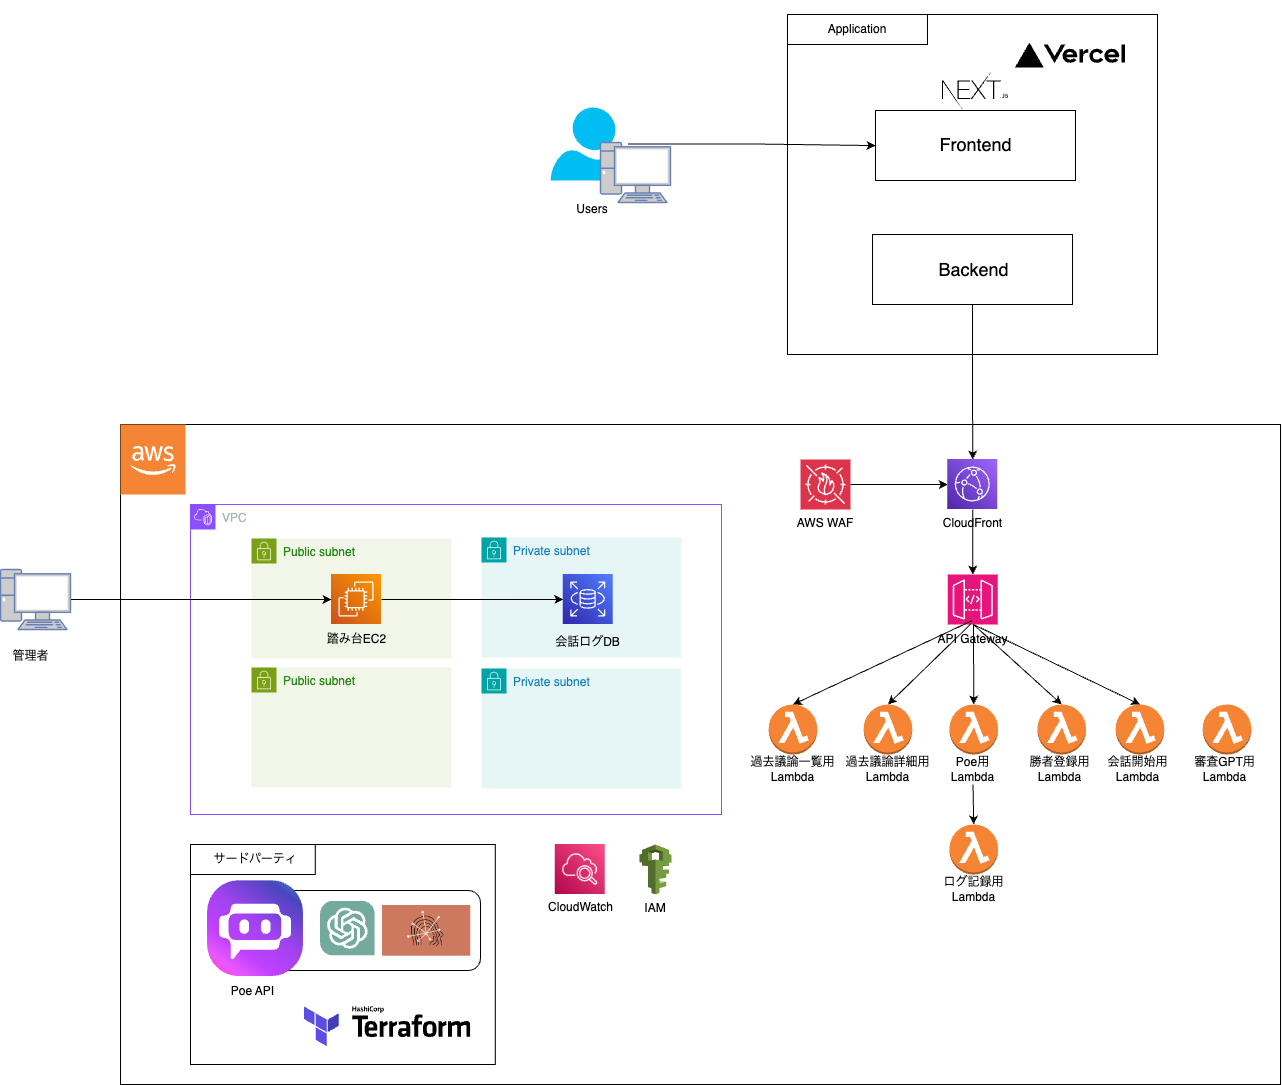 Application
Vercel
NEXT.JS
Frontend
Users
Backend
aws
AWS WAF
CloudFront
VPC
Public subnet
Private subnet
踏み台EC2
会話ログDB
管理者
API Gateway
Public subnet
Private subnet
過去議論一覧用
Lambda
過去議論詳細用
Lambda
Poe用
Lambda
勝者登録用
Lambda
会話開始用
Lambda
審査GPT用
Lambda
ログ記録用
Lambda
サードパーティ
CloudWatch
IAM
Poe API
HashiCorp
Terraform